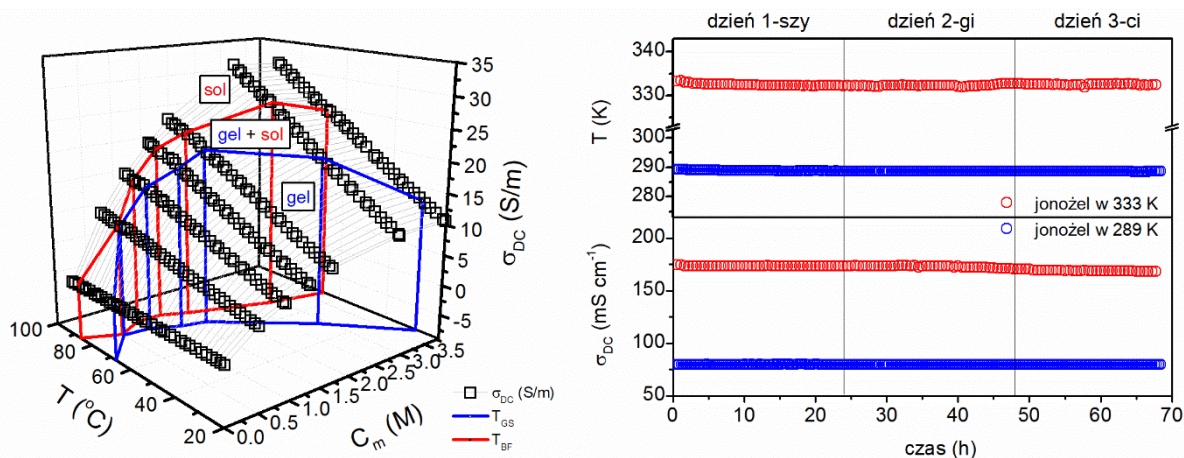 sol
gel + sol
gel
35
30
25
20
15
10
5
0
-5
σDC (S/m)
100
80
60
40
20
T (°C)
0.0
0.5
1.0
1.5
2.0
2.5
3.0
3.5
Cm (M)
σDC (S/m)
TGS
TBF
dzień 1-szy
dzień 2-gi
dzień 3-ci
340
330
300
290
280
T (K)
jonożel w 333 K
jonożel w 289 K
200
150
100
50
σDC (mS cm⁻¹)
0 10 20 30 40 50 60 70
czas (h)